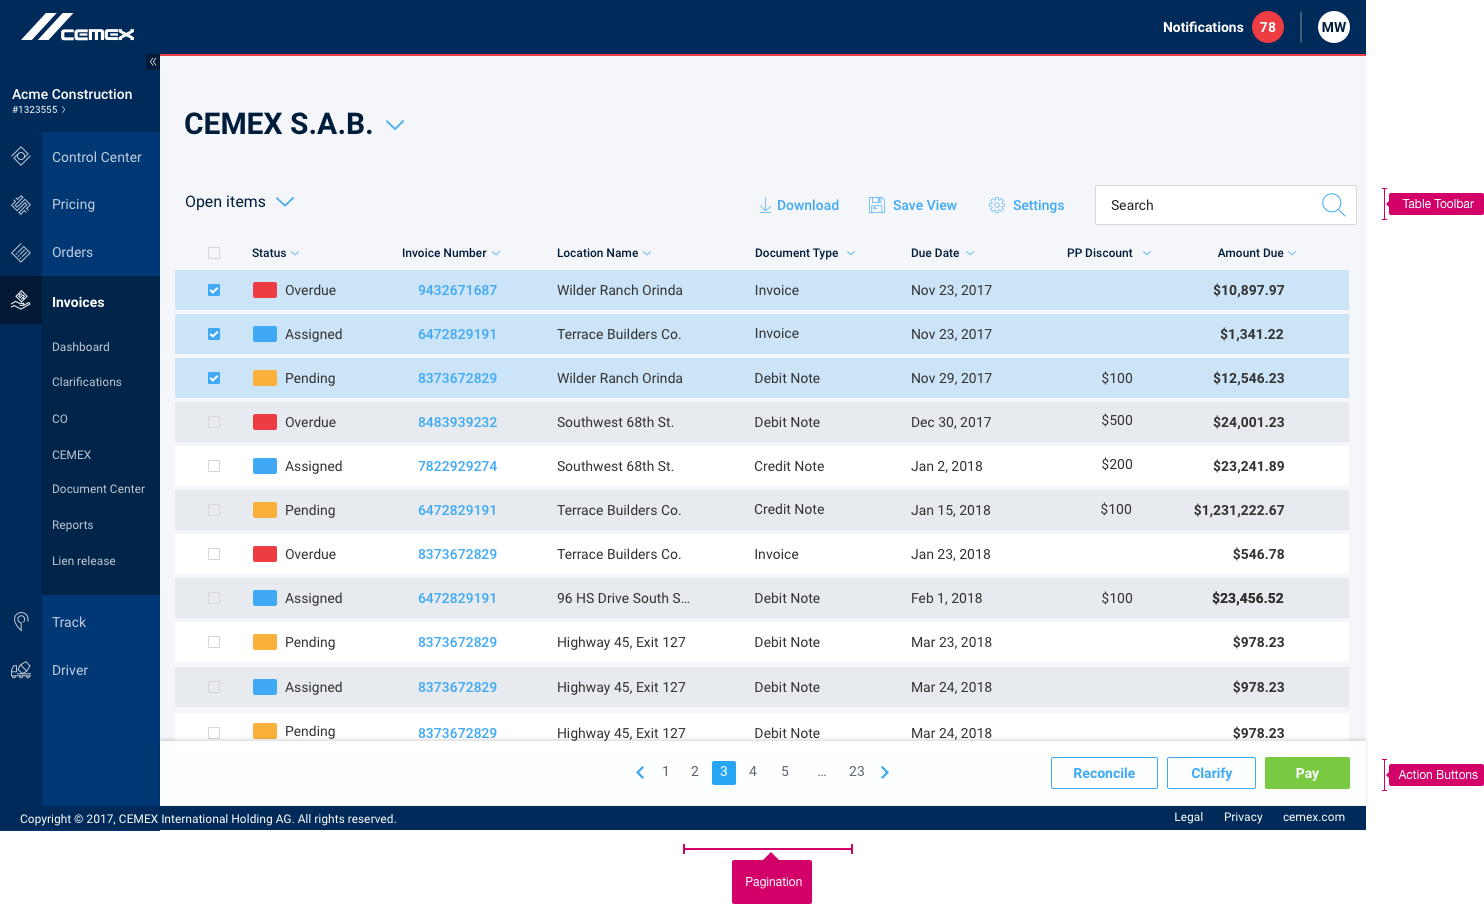 CEMEX
Notifications 78 MW
«
Acme Construction
#1323555 >
CEMEX S.A.B.
Control Center
Pricing
Orders
Invoices
Dashboard
Clarifications
CO
CEMEX
Document Center
Reports
Lien release
Track
Driver
Open items
Download Save View Settings Search
Table Toolbar
Status Invoice Number Location Name Document Type Due Date PP Discount Amount Due
Overdue 9432671687 Wilder Ranch Orinda Invoice Nov 23, 2017 $10,897.97
Assigned 6472829191 Terrace Builders Co. Invoice Nov 23, 2017 $1,341.22
Pending 8373672829 Wilder Ranch Orinda Debit Note Nov 29, 2017 $100 $12,546.23
Overdue 8483939232 Southwest 68th St. Debit Note Dec 30, 2017 $500 $24,001.23
Assigned 7822929274 Southwest 68th St. Credit Note Jan 2, 2018 $200 $23,241.89
Pending 6472829191 Terrace Builders Co. Credit Note Jan 15, 2018 $100 $1,231,222.67
Overdue 8373672829 Terrace Builders Co. Invoice Jan 23, 2018 $546.78
Assigned 6472829191 96 HS Drive South S... Debit Note Feb 1, 2018 $100 $23,456.52
Pending 8373672829 Highway 45, Exit 127 Debit Note Mar 23, 2018 $978.23
Assigned 8373672829 Highway 45, Exit 127 Debit Note Mar 24, 2018 $978.23
Pending 8373672829 Highway 45, Exit 127 Debit Note Mar 24, 2018 $978.23
1 2 3 4 5 ... 23
Reconcile Clarify Pay
Action Buttons
Copyright © 2017, CEMEX International Holding AG. All rights reserved.
Legal Privacy cemex.com
Pagination